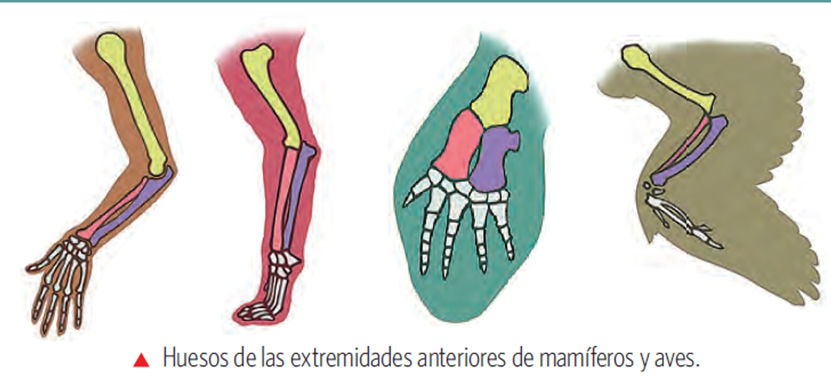 ▲ Huesos de las extremidades anteriores de mamíferos y aves.